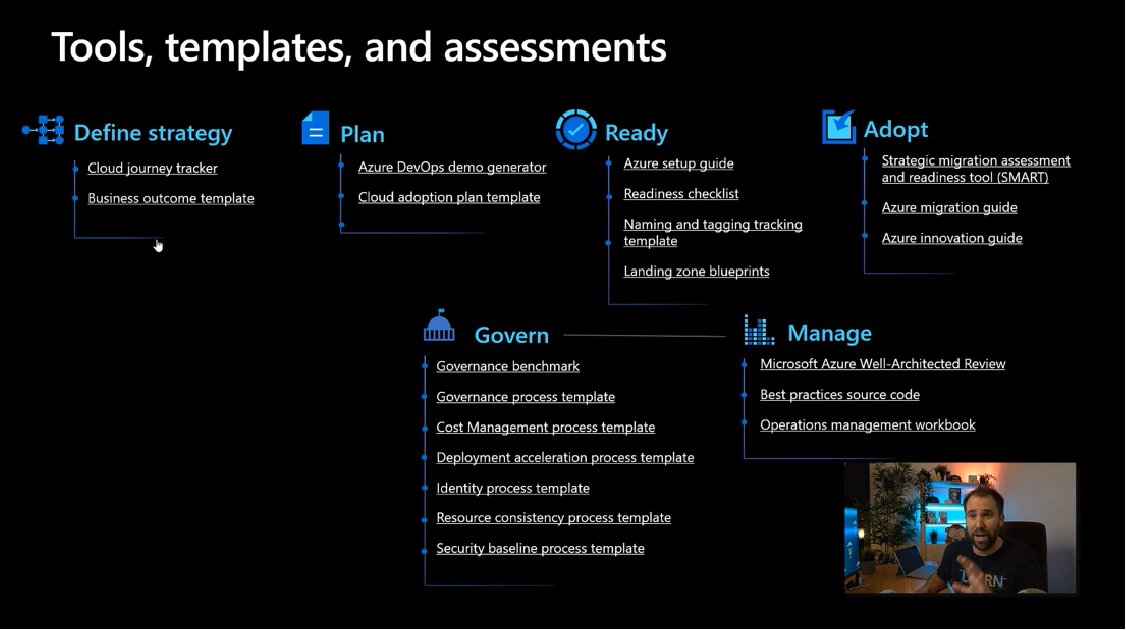 Tools, templates, and assessments
Define strategy
Cloud journey tracker
Business outcome template
Plan
Azure DevOps demo generator
Cloud adoption plan template
Ready
Azure setup guide
Readiness checklist
Naming and tagging tracking
template
Landing zone blueprints
Adopt
Strategic migration assessment
and readiness tool (SMART)
Azure migration guide
Azure innovation guide
Govern
Governance benchmark
Governance process template
Cost Management process template
Deployment acceleration process template
Identity process template
Resource consistency process template
Security baseline process template
Manage
Microsoft Azure Well-Architected Review
Best practices source code
Operations management workbook